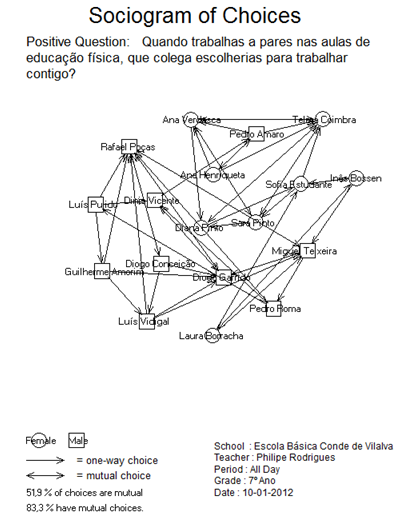 Sociogram of Choices
Positive Question: Quando trabalhas a pares nas aulas de
educação física, que colega escolherias para trabalhar
contigo?
Ana Verdasca
Telma Coimbra
Pedro Amaro
Rafael Poças
Ana Henriqueta
Sofia Estudante
Inês Bossen
Luís Pulido
Dinis Vicente
Diana Pinto
Sara Pinto
Miguel Teixeira
Guilherme Amorim
Diogo Conceição
Diogo Garrido
Pedro Roma
Luís Vidigal
Laura Borracha
Female
Male
= one-way choice
= mutual choice
51,9 % of choices are mutual
83,3 % have mutual choices.
School : Escola Básica Conde de Vilalva
Teacher : Philipe Rodrigues
Period : All Day
Grade : 7º Ano
Date : 10-01-2012